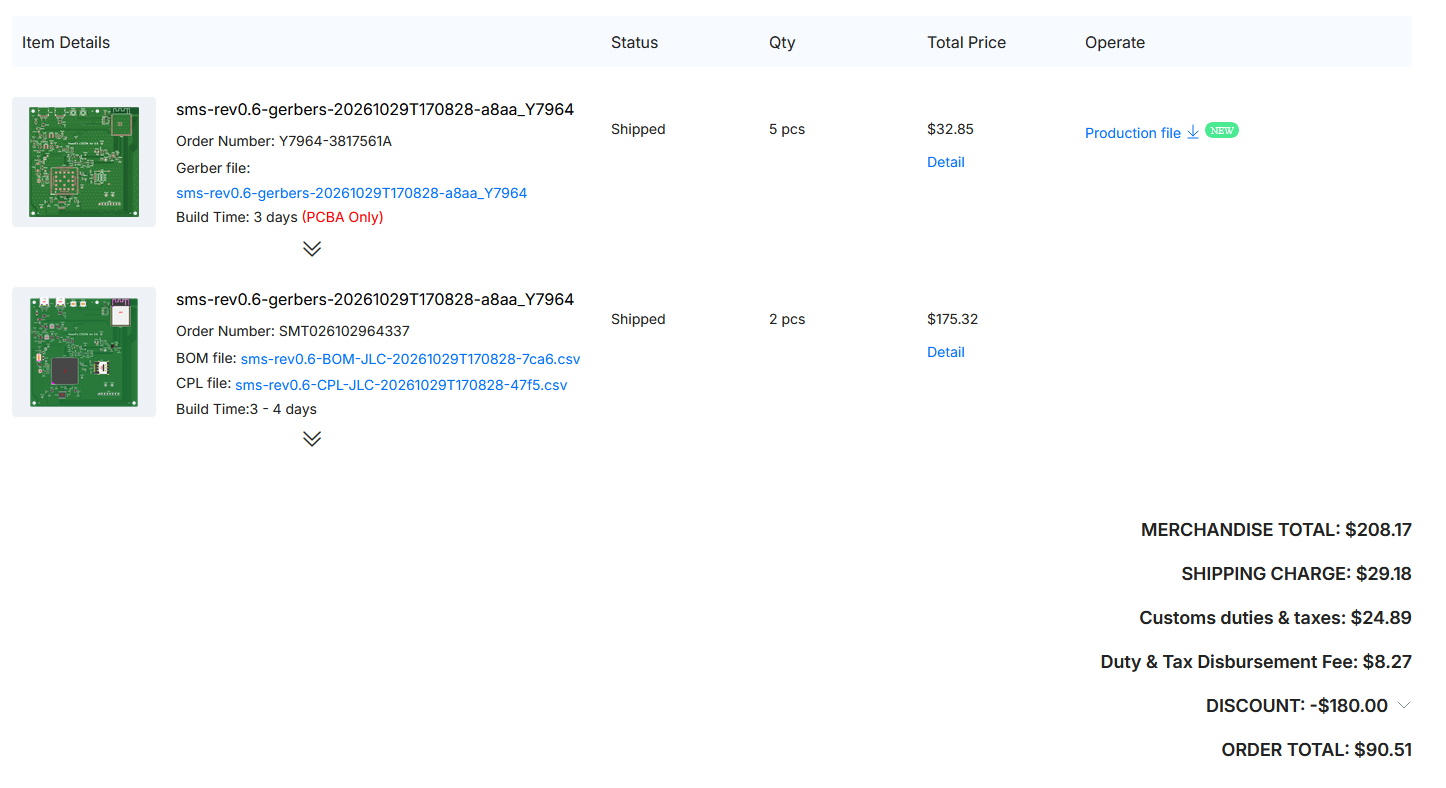 Item Details Status Qty Total Price Operate
sms-rev0.6-gerbers-20261029T170828-a8aa_Y7964
Order Number: Y7964-3817561A
Gerber file:
sms-rev0.6-gerbers-20261029T170828-a8aa_Y7964
Build Time: 3 days (PCBA Only)
Shipped
5 pcs
$32.85
Detail
Production file NEW
sms-rev0.6-gerbers-20261029T170828-a8aa_Y7964
Order Number: SMT026102964337
BOM file: sms-rev0.6-BOM-JLC-20261029T170828-7ca6.csv
CPL file: sms-rev0.6-CPL-JLC-20261029T170828-47f5.csv
Build Time:3 - 4 days
Shipped
2 pcs
$175.32
Detail
MERCHANDISE TOTAL: $208.17
SHIPPING CHARGE: $29.18
Customs duties & taxes: $24.89
Duty & Tax Disbursement Fee: $8.27
DISCOUNT: -$180.00
ORDER TOTAL: $90.51